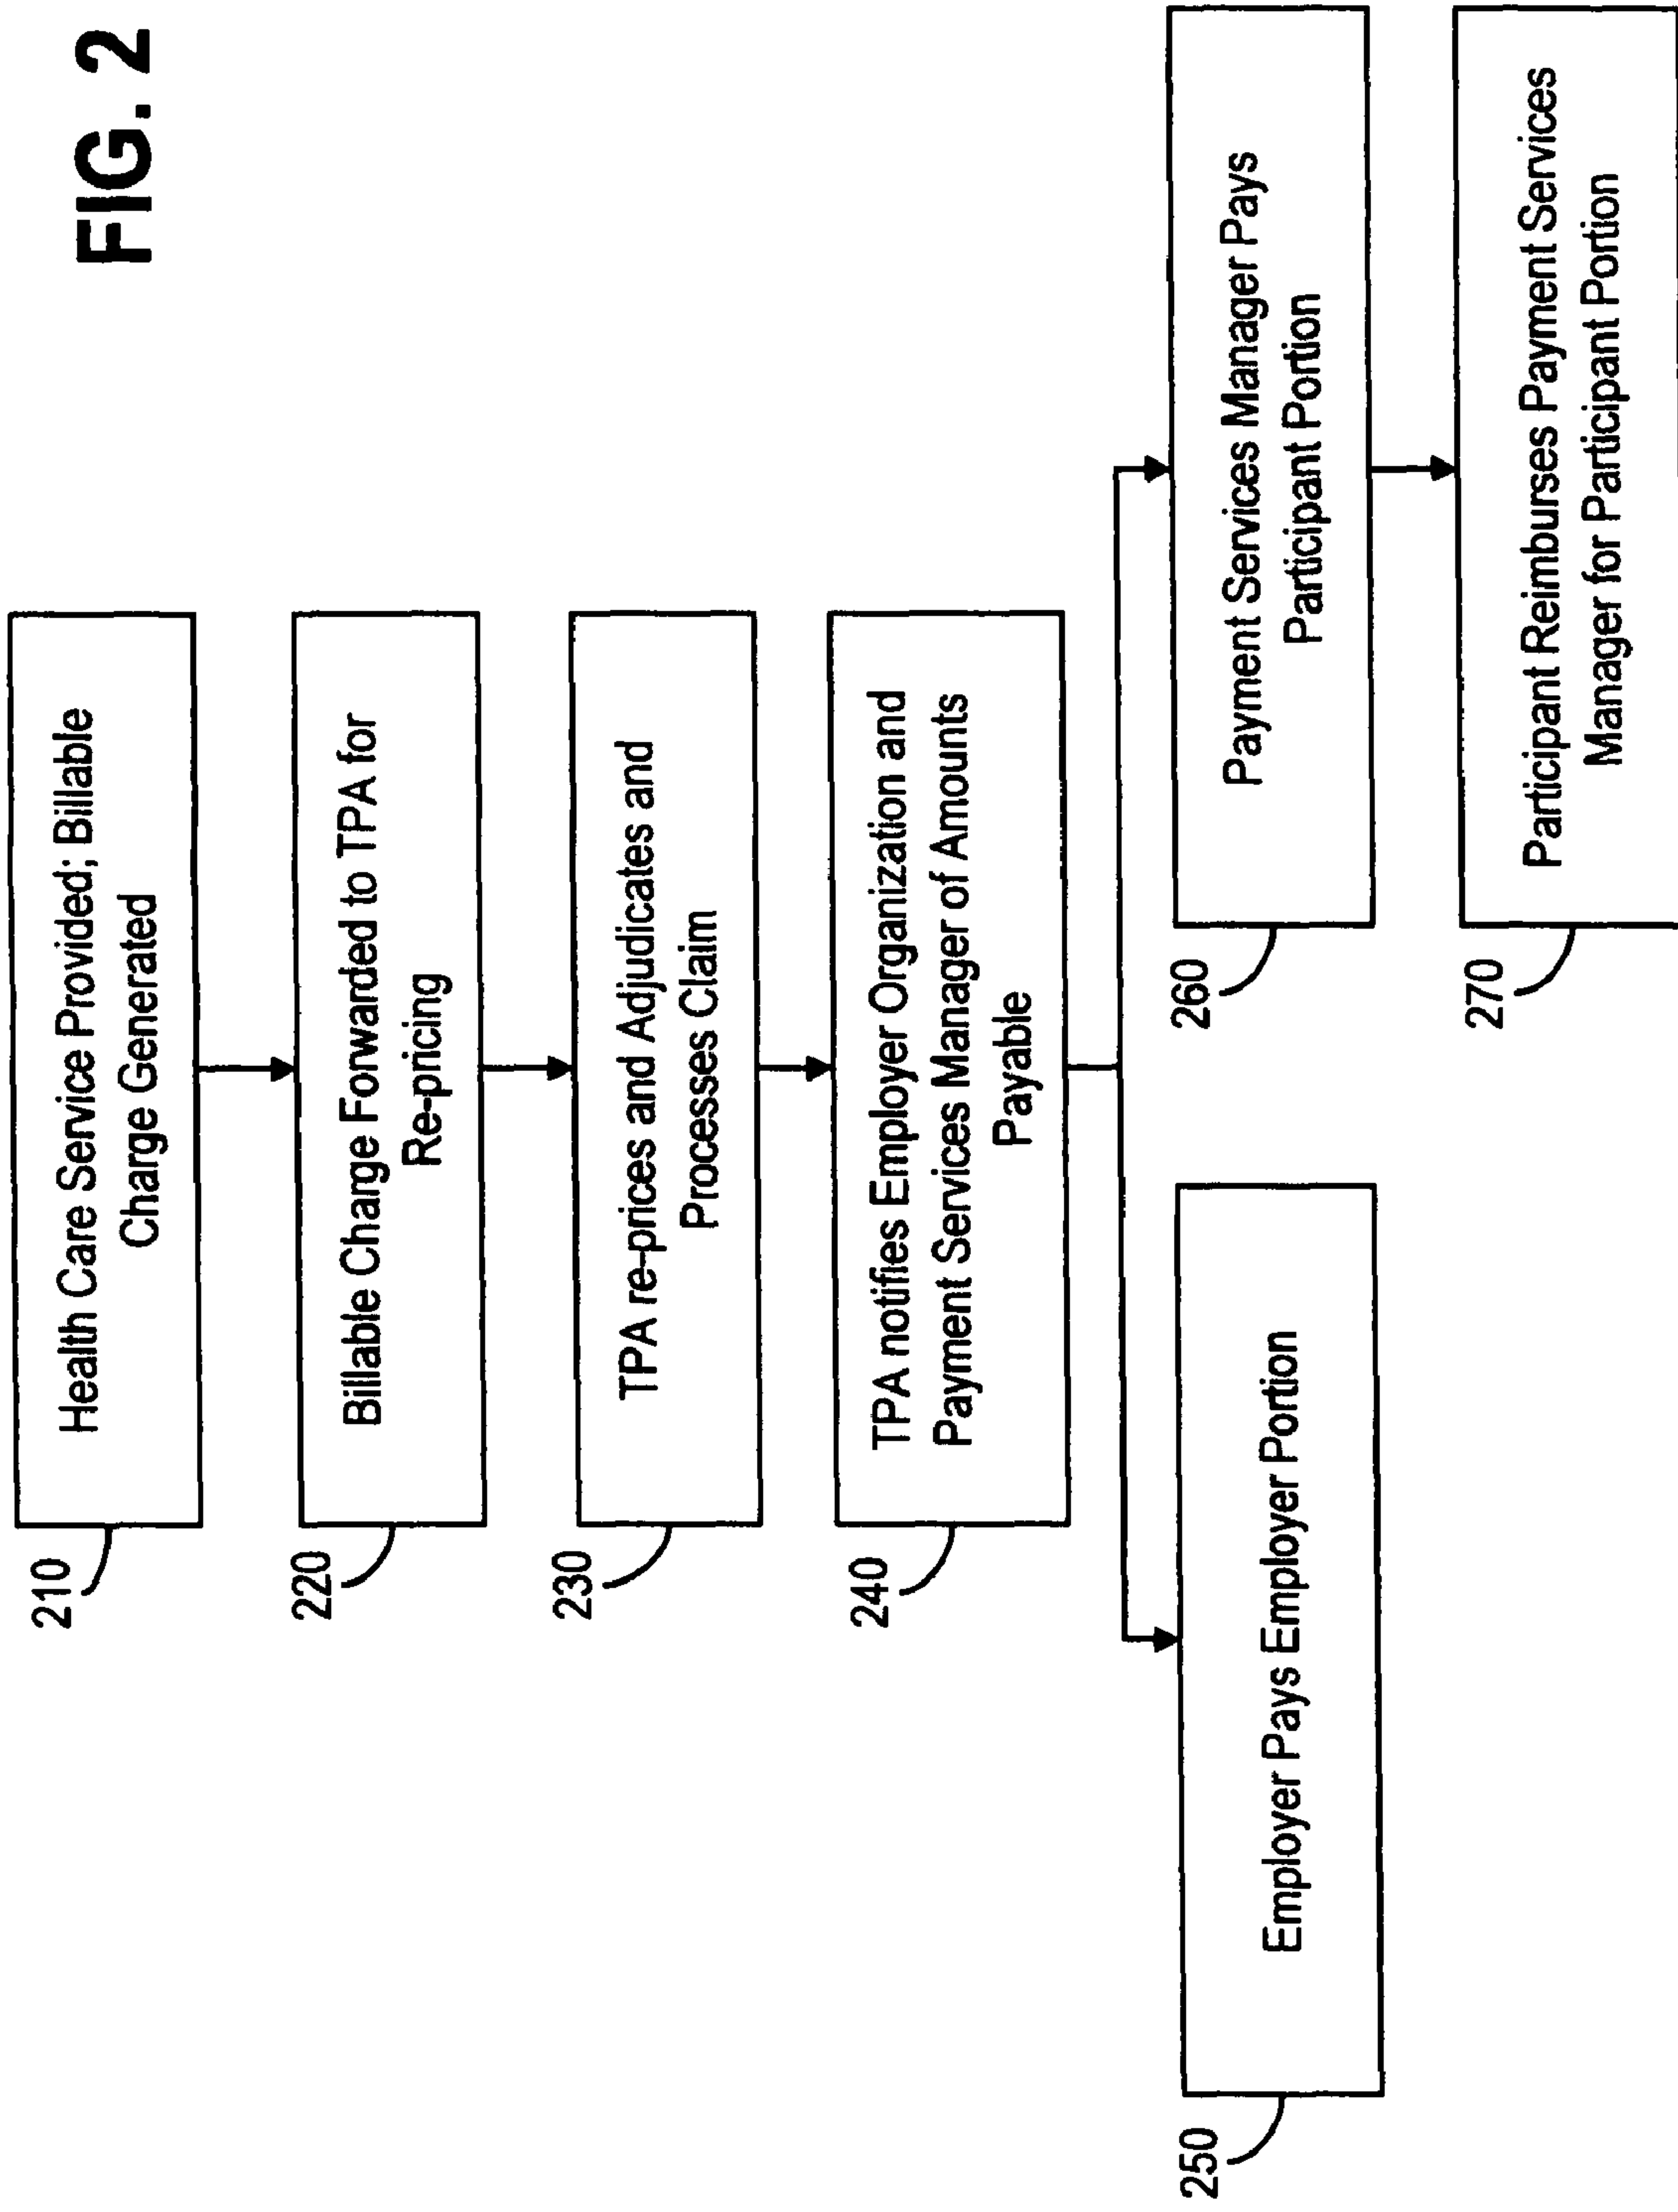 FIG. 2
210
Health Care Service Provided; Billable
Charge Generated
220
Billable Charge Forwarded to TPA for
Re-pricing
230
TPA re-prices and Adjudicates and
Processes Claim
240
TPA notifies Employer Organization and
Payment Services Manager of Amounts
Payable
250
Employer Pays Employer Portion
260
Payment Services Manager Pays
Participant Portion
270
Participant Reimburses Payment Services
Manager for Participant Portion